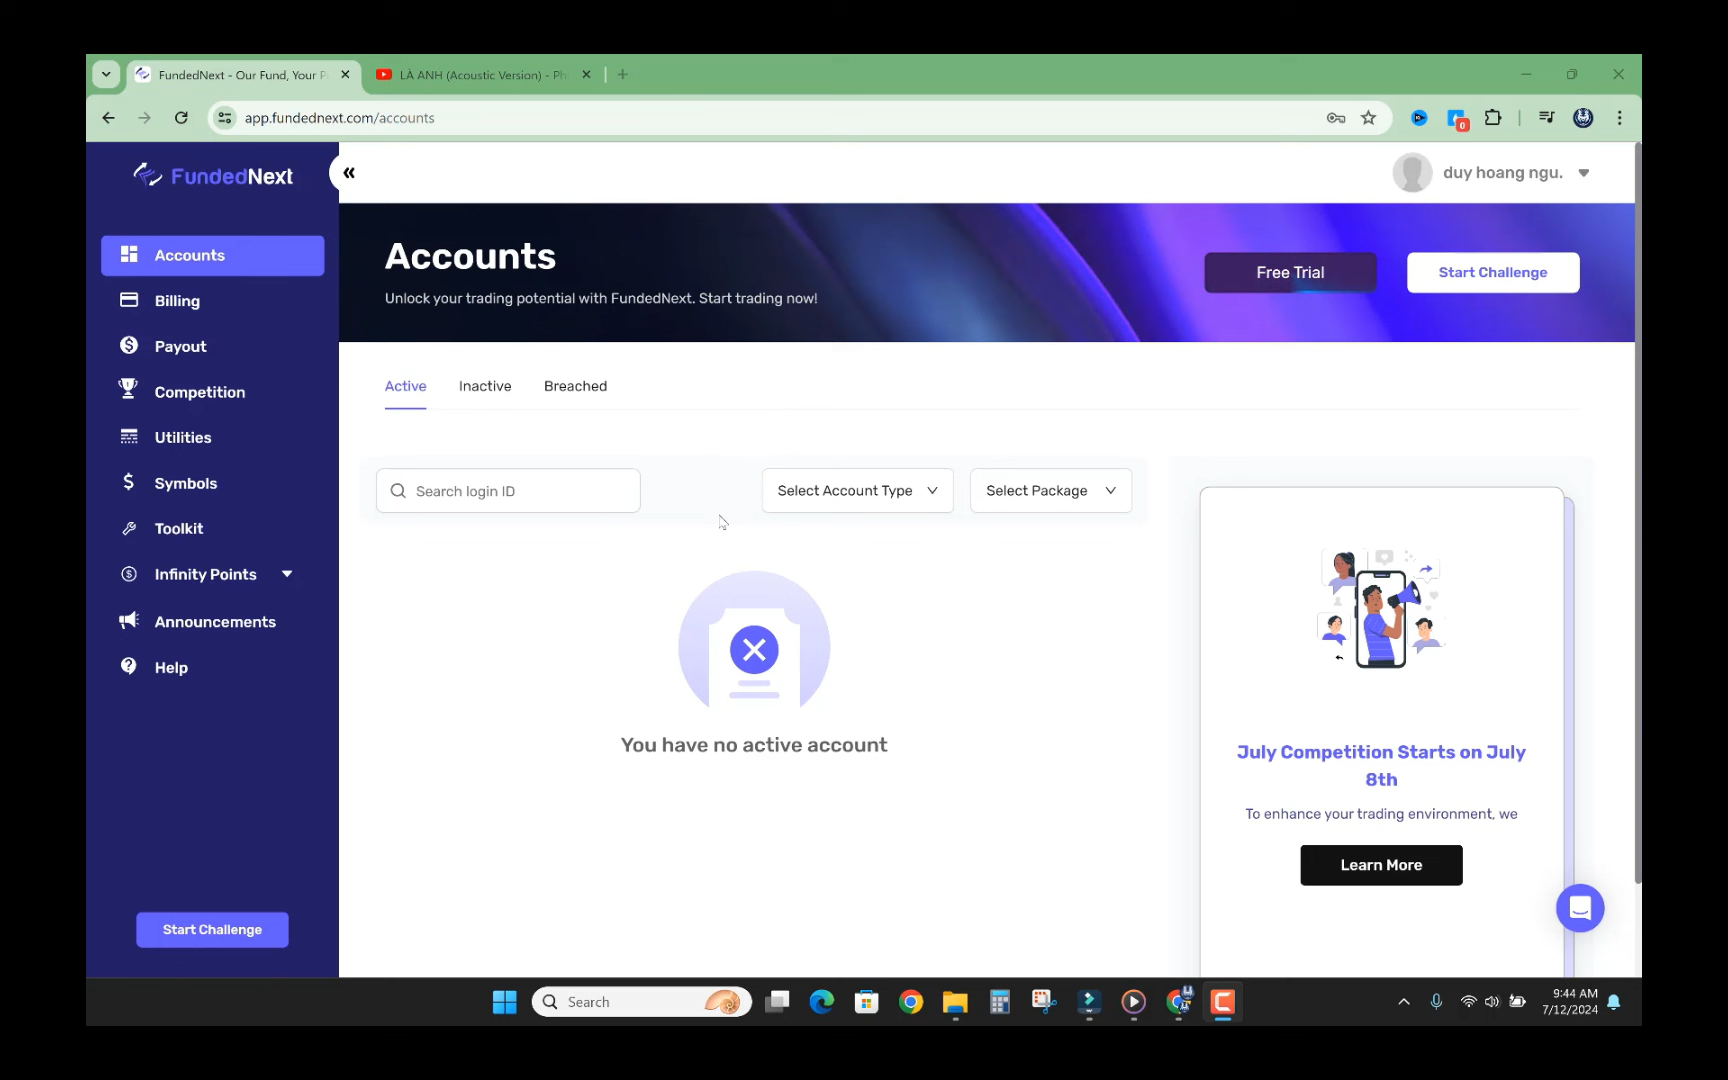 FundedNext - Our Fund, Your P
LÀ ANH (Acoustic Version) - Ph
app.fundednext.com/accounts
0
FundedNext
duy hoang ngu.
Accounts
Billing
Payout
Competition
Utilities
Symbols
Toolkit
Infinity Points
Announcements
Help
Start Challenge
Accounts
Unlock your trading potential with FundedNext. Start trading now!
Free Trial
Start Challenge
Active
Inactive
Breached
Search login ID
Select Account Type
Select Package
You have no active account
July Competition Starts on July
8th
To enhance your trading environment, we
Learn More
Search
9:44 AM
7/12/2024